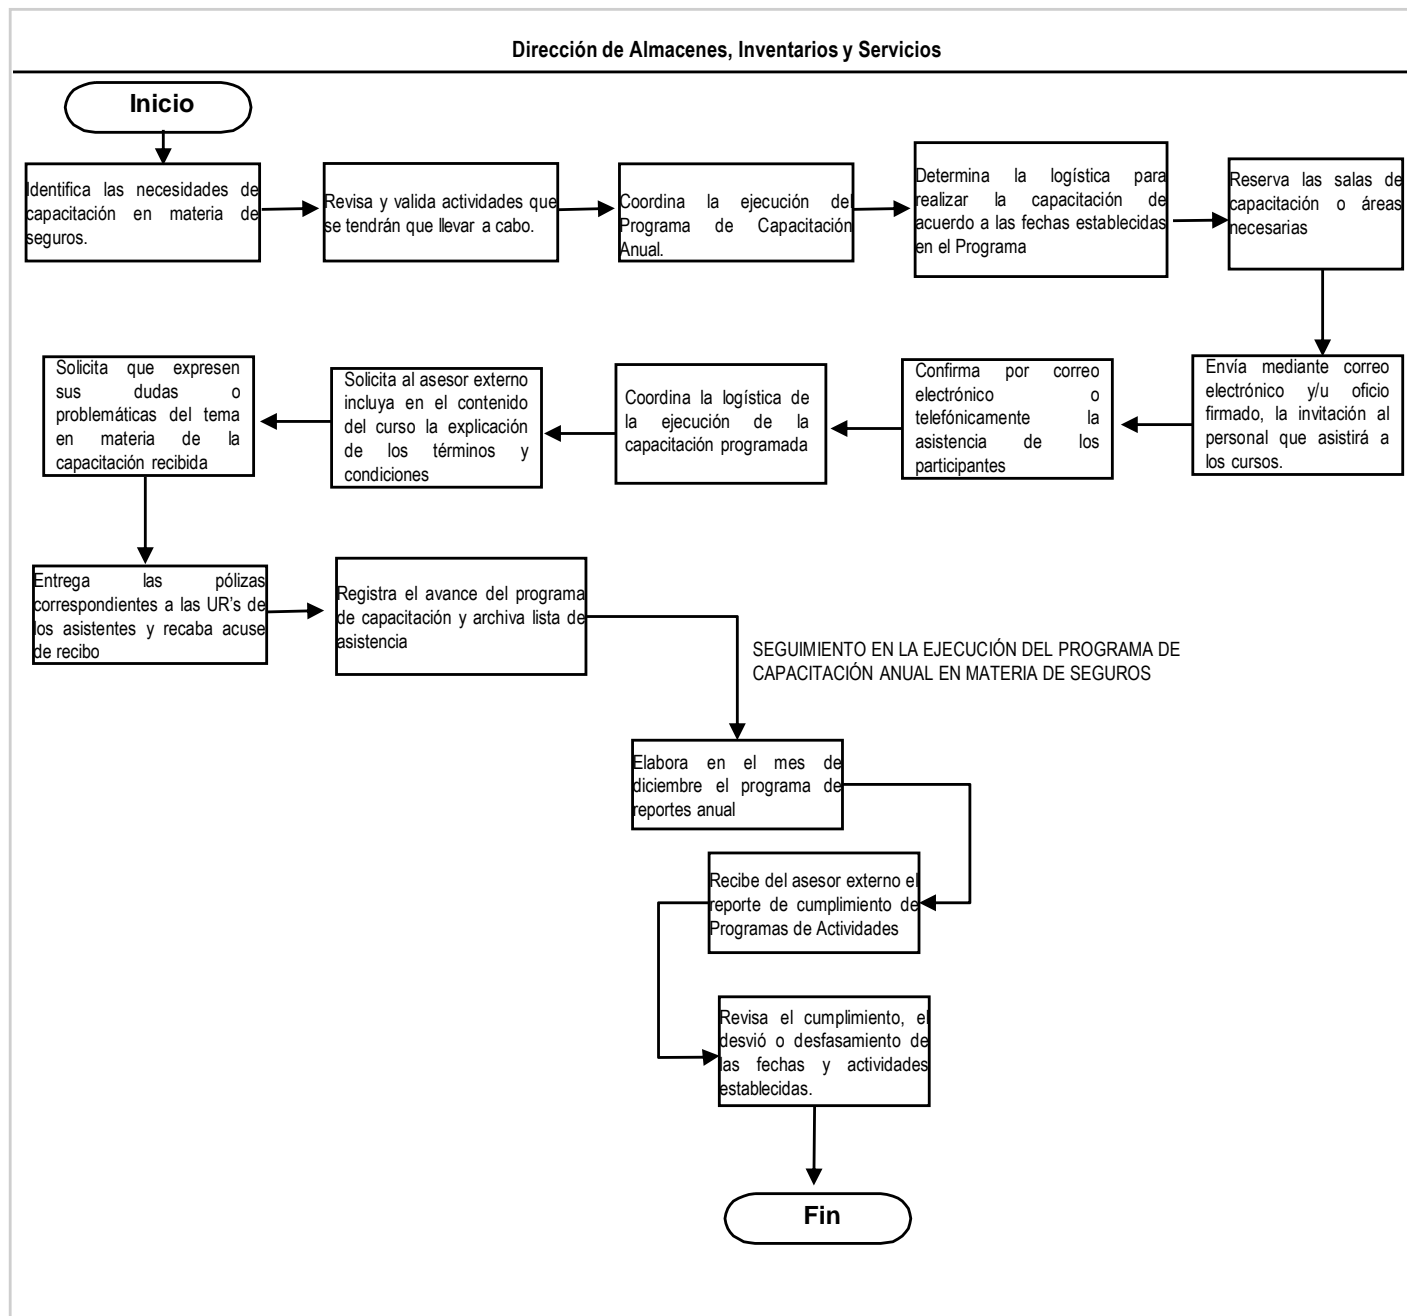 Dirección de Almacenes, Inventarios y Servicios
Inicio
Identifica las necesidades de
capacitación en materia de
seguros.
Revisa y valida actividades que
se tendrán que llevar a cabo.
Coordina la ejecución del
Programa de Capacitación
Anual.
Determina la logística para
realizar la capacitación de
acuerdo a las fechas establecidas
en el Programa
Reserva las salas de
capacitación o áreas
necesarias
Envía mediante correo
electrónico y/u oficio
firmado, la invitación al
personal que asistirá a
los cursos.
Confirma por correo
electrónico o
telefónicamente la
asistencia de los
participantes
Coordina la logística de
la ejecución de la
capacitación programada
Solicita al asesor externo
incluya en el contenido
del curso la explicación
de los términos y
condiciones
Solicita que expresen
sus dudas o
problemáticas del tema
en materia de la
capacitación recibida
Entrega las pólizas
correspondientes a las UR's de
los asistentes y recaba acuse
de recibo
Registra el avance del programa
de capacitación y archiva lista de
asistencia
SEGUIMIENTO EN LA EJECUCIÓN DEL PROGRAMA DE
CAPACITACIÓN ANUAL EN MATERIA DE SEGUROS
Elabora en el mes de
diciembre el programa de
reportes anual
Recibe del asesor externo el
reporte de cumplimiento de
Programas de Actividades
Revisa el cumplimiento, el
desvió o desfasamiento de
las fechas y actividades
establecidas.
Fin